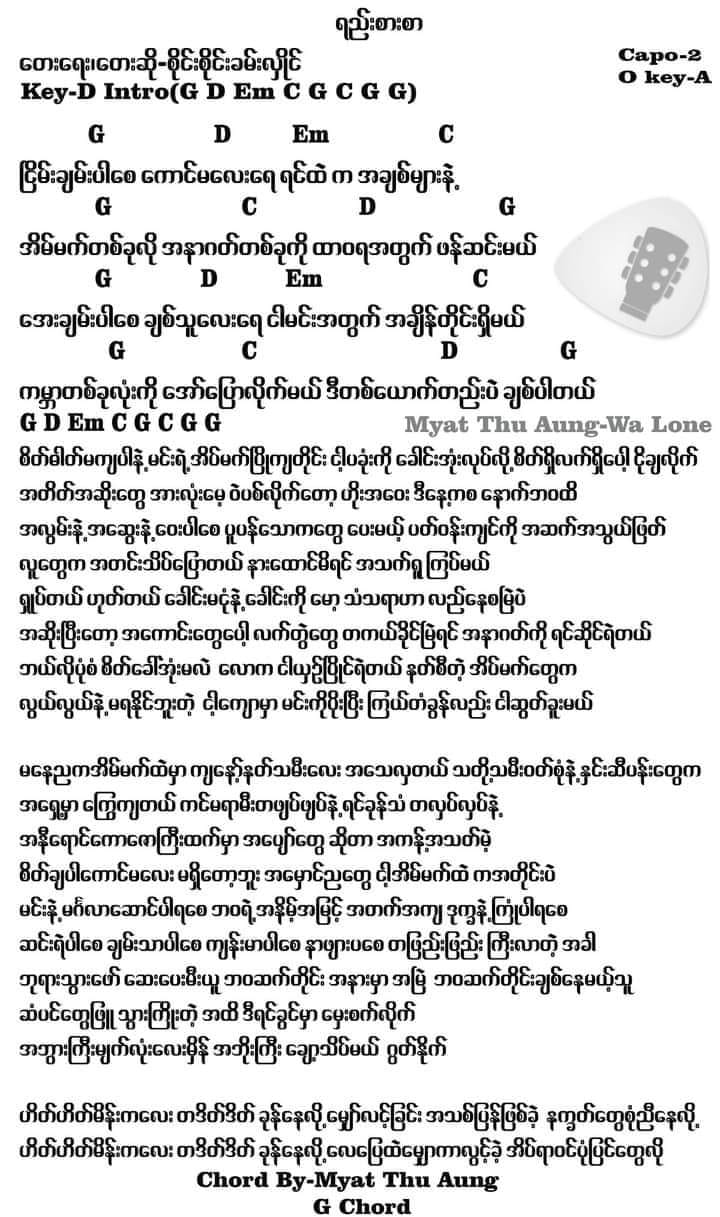 ရည်းစားစာ
တေးရေး၊တေးဆို-စိုင်းစိုင်းခမ်းလှိုင်
Capo-2
Key-D Intro(G D Em C G C G G)
O key-A
G D Em C
ငြိမ်းချမ်းပါစေ ကောင်မလေးရေ ရင်ထဲ က အချစ်များနဲ့
G C D G
အိမ်မက်တစ်ခုလို အနာဂတ်တစ်ခုကို ထာဝရအတွက် ဖန်ဆင်းမယ်
G D Em C
အေးချမ်းပါစေ ချစ်သူလေးရေ ငါမင်းအတွက် အချိန်တိုင်းရှိမယ်
G C D G
ကမ္ဘာတစ်ခုလုံးကို အော်ပြောလိုက်မယ် ဒီတစ်ယောက်တည်းပဲ ချစ်ပါတယ်
G D Em C G C G G
Myat Thu Aung-Wa Lone
စိတ်ဓါတ်မကျပါနဲ့ မင်းရဲ့အိပ်မက်ပြိုကျတိုင်း ငါ့ပခုံးကို ခေါင်းအုံးလုပ်လို့ စိတ်ရှိလက်ရှိပေါ့ ငိုချလိုက်
အတိတ်အဆိုးတွေ အားလုံးမေ့ ဝဲပစ်လိုက်တော့ ဟိုးအဝေး ဒီနေ့ကစ နောက်ဘဝထိ
အလွမ်းနဲ့ အဆွေးနဲ့ ဝေးပါစေ ပူပန်သောကတွေ ပေးမယ့် ပတ်ဝန်းကျင်ကို အဆက်အသွယ်ဖြတ်
လူတွေက အတင်းသိပ်ပြောတယ် နားထောင်မိရင် အသက်ရှူကြပ်မယ်
ရှုပ်တယ် ဟုတ်တယ် ခေါင်းမငုံ့နဲ့ ခေါင်းကို မော့ သံသရာဟာ လည်နေစမြဲပဲ
အဆိုးပြီးတော့ အကောင်းတွေပေါ့ လက်တွဲတွေ တကယ်ခိုင်မြဲရင် အနာဂတ်ကို ရင်ဆိုင်ရဲတယ်
ဘယ်လိုပုံစံ စိတ်ခေါ်အုံးမလဲ လောက ငါယှဉ်ပြိုင်ရဲတယ် နတ်စီတဲ့ အိပ်မက်တွေက
လွယ်လွယ်နဲ့ မရနိုင်ဘူးတဲ့ ငါ့ကျောမှာ မင်းကိုပိုးပြီး ကြယ်တံခွန်လည်း ငါဆွတ်ခူးမယ်
မနေ့ညကအိမ်မက်ထဲမှာ ကျနော့်နတ်သမီးလေး အသေလှတယ် သတို့သမီးဝတ်စုံနဲ့ နှင်းဆီပန်းတွေက
အရှေ့မှာ ကြွေကျတယ် ကင်မရာမီးတဖျပ်ဖျပ်နဲ့ ရင်ခုန်သံ တလှပ်လှပ်နဲ့
အနီရောင်ကောဇောကြီးထက်မှာ အပျော်တွေ ဆိုတာ အကန့်အသတ်မဲ့
စိတ်ချပါကောင်မလေး မရှိတော့ဘူး အမှောင်ညတွေ ငါ့အိမ်မက်ထဲ ကအတိုင်းပဲ
မင်းနဲ့ မင်္ဂလာဆောင်ပါရစေ ဘဝရဲ့အနိမ့်အမြင့် အတက်အကျ ဒုက္ခနဲ့ ကြုံပါရစေ
ဆင်းရဲပါစေ ချမ်းသာပါစေ ကျန်းမာပါစေ နာဖျားပစေ တဖြည်းဖြည်း ကြီးလာတဲ့ အခါ
ဘုရားသွားဖော် ဆေးပေးမီးယူ ဘဝဆက်တိုင်း အနားမှာ အမြဲ ဘဝဆက်တိုင်းချစ်နေမယ့်သူ
ဆံပင်တွေဖြူ သွားကြိုးတဲ့ အထိ ဒီရင်ခွင်မှာ မှေးစက်လိုက်
အဘွားကြီးမျက်လုံးလေးမှိန် အဘိုးကြီး ချော့သိပ်မယ် ဂွတ်နိုက်
ဟိတ်ဟိတ်မိန်းကလေး တဒိတ်ဒိတ် ခုန်နေလို့ မျှော်လင့်ခြင်း အသစ်ပြန်ဖြစ်ခဲ့ နက္ခတ်တွေစုံညီနေလို့
ဟိတ်ဟိတ်မိန်းကလေး တဒိတ်ဒိတ် ခုန်နေလို့ လေပြေထဲမျှောကာလွင့်ခဲ့ အိပ်ရာဝင်ပုံပြင်တွေလို
Chord By-Myat Thu Aung
G Chord